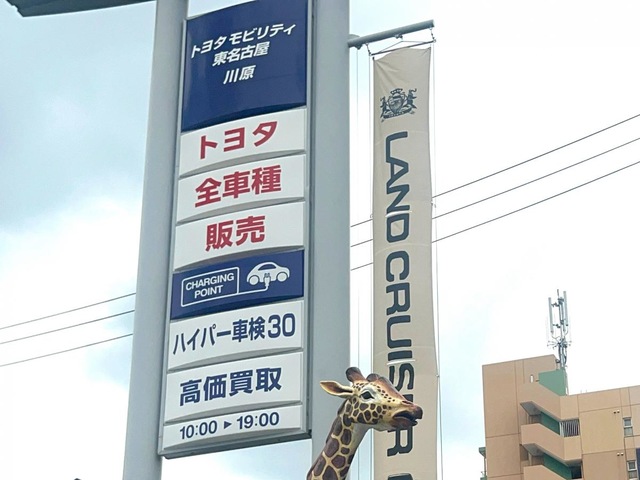 トヨタ モビリティ
東名古屋
川原
トヨタ
全車種
販売
CHARGING
POINT
ハイパー車検30
高価買取
10:00 ▶ 19:00
LAND CRUISER